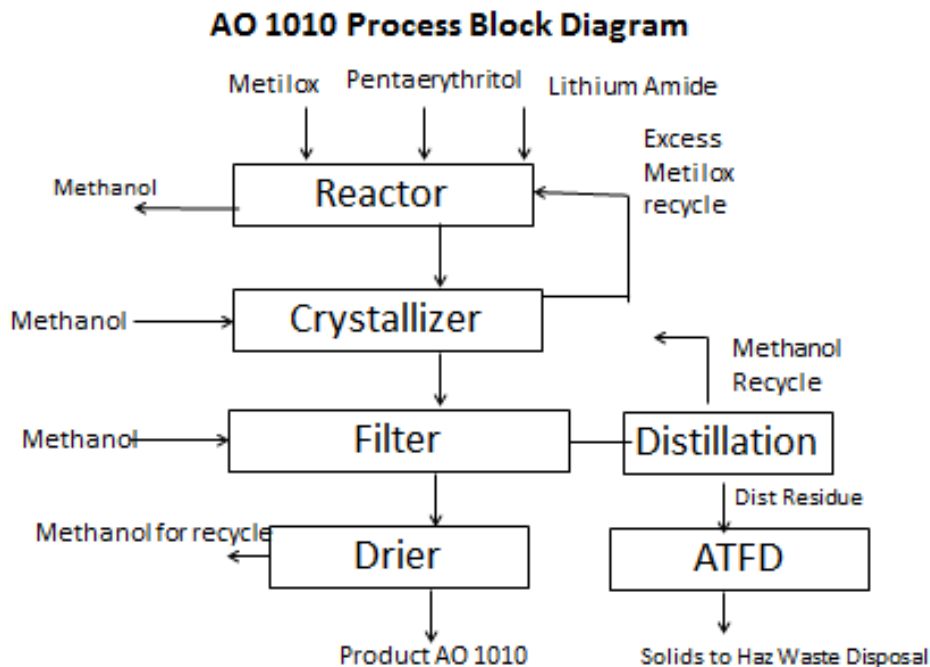 AO 1010 Process Block Diagram
Metilox
Pentaerythritol
Lithium Amide
Excess
Metilox
recycle
Methanol
Reactor
Methanol
Crystallizer
Methanol
Recycle
Methanol
Filter
Distillation
Dist Residue
Methanol for recycle
Drier
ATFD
Product AO 1010
Solids to Haz Waste Disposal